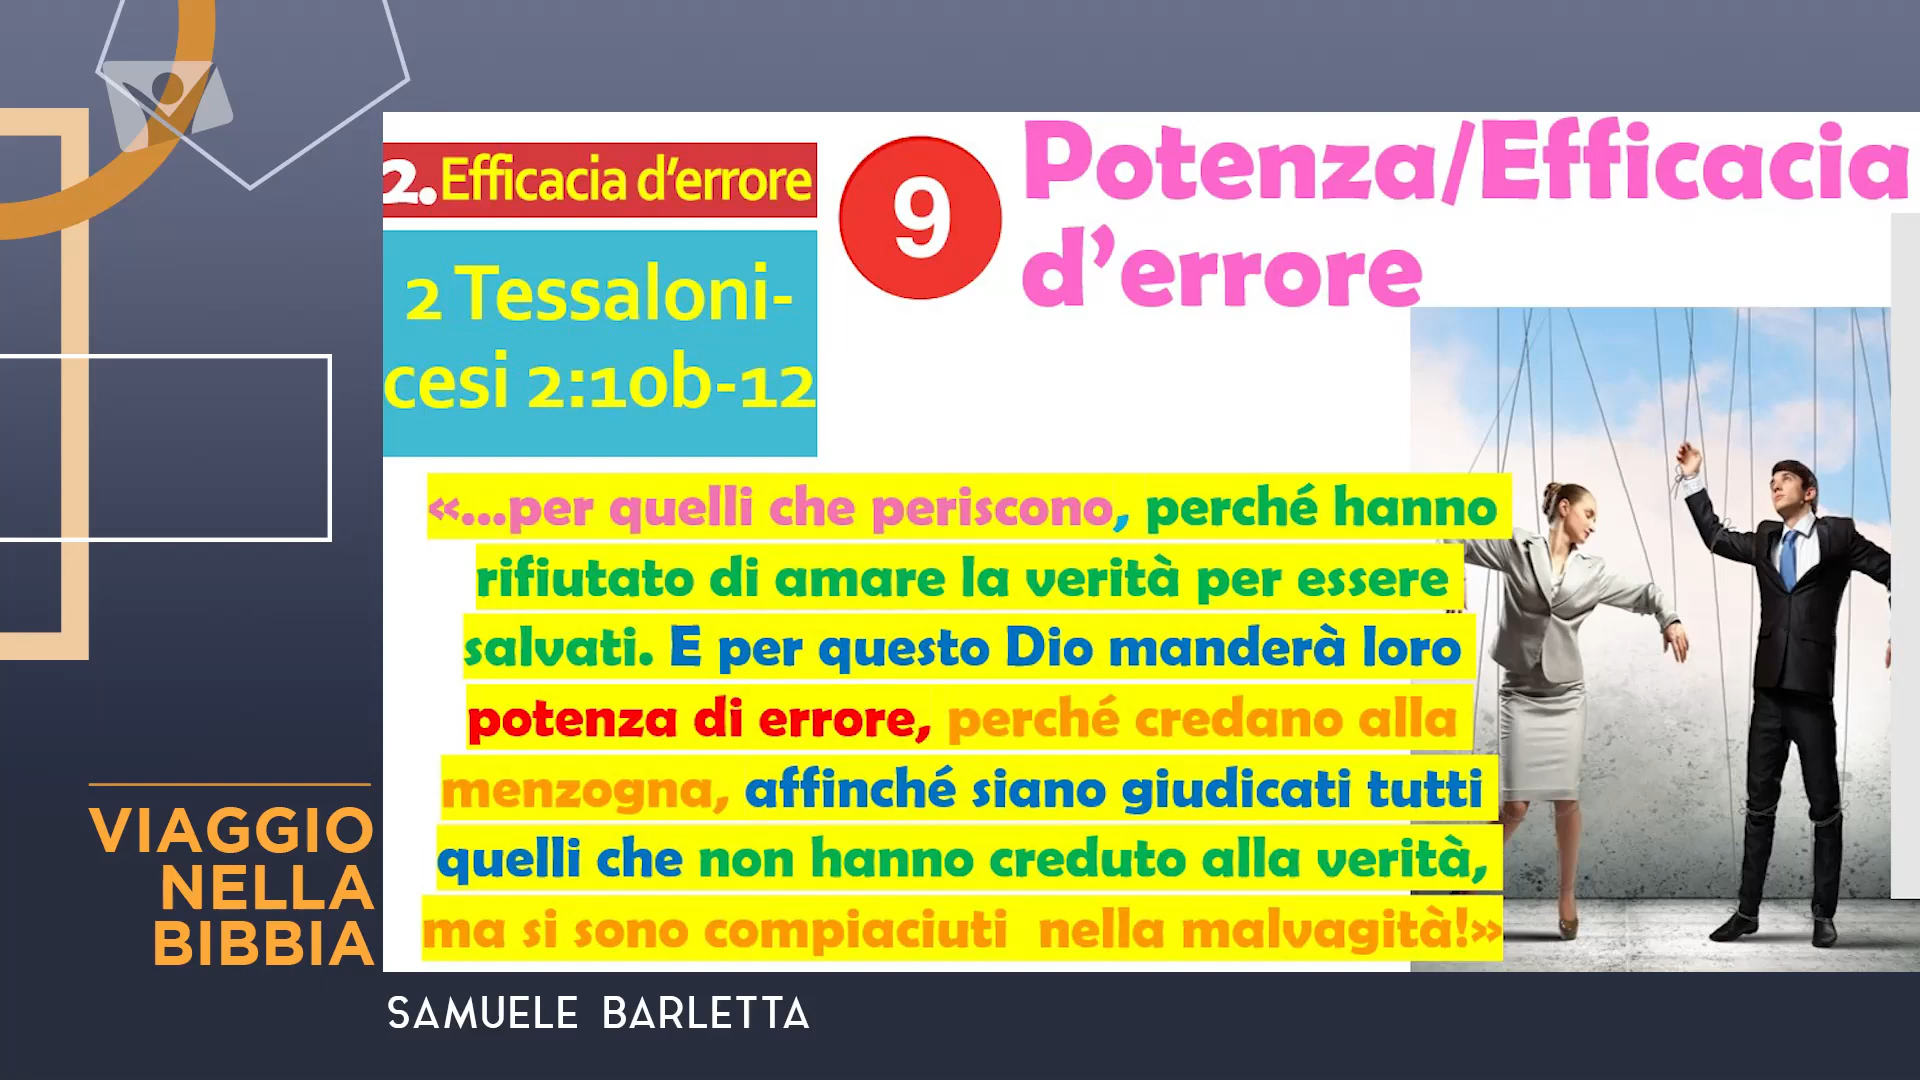 2.Efficacia d'errore
2 Tessaloni-
cesi 2:10b-12
9
Potenza/Efficacia
d'errore
«...per quelli che periscono, perché hanno
rifiutato di amare la verità per essere
salvati. E per questo Dio manderà loro
potenza di errore, perché credano alla
menzogna, affinché siano giudicati tutti
quelli che non hanno creduto alla verità,
ma si sono compiaciuti nella malvagità!»
VIAGGIO
NELLA
BIBBIA
SAMUELE BARLETTA